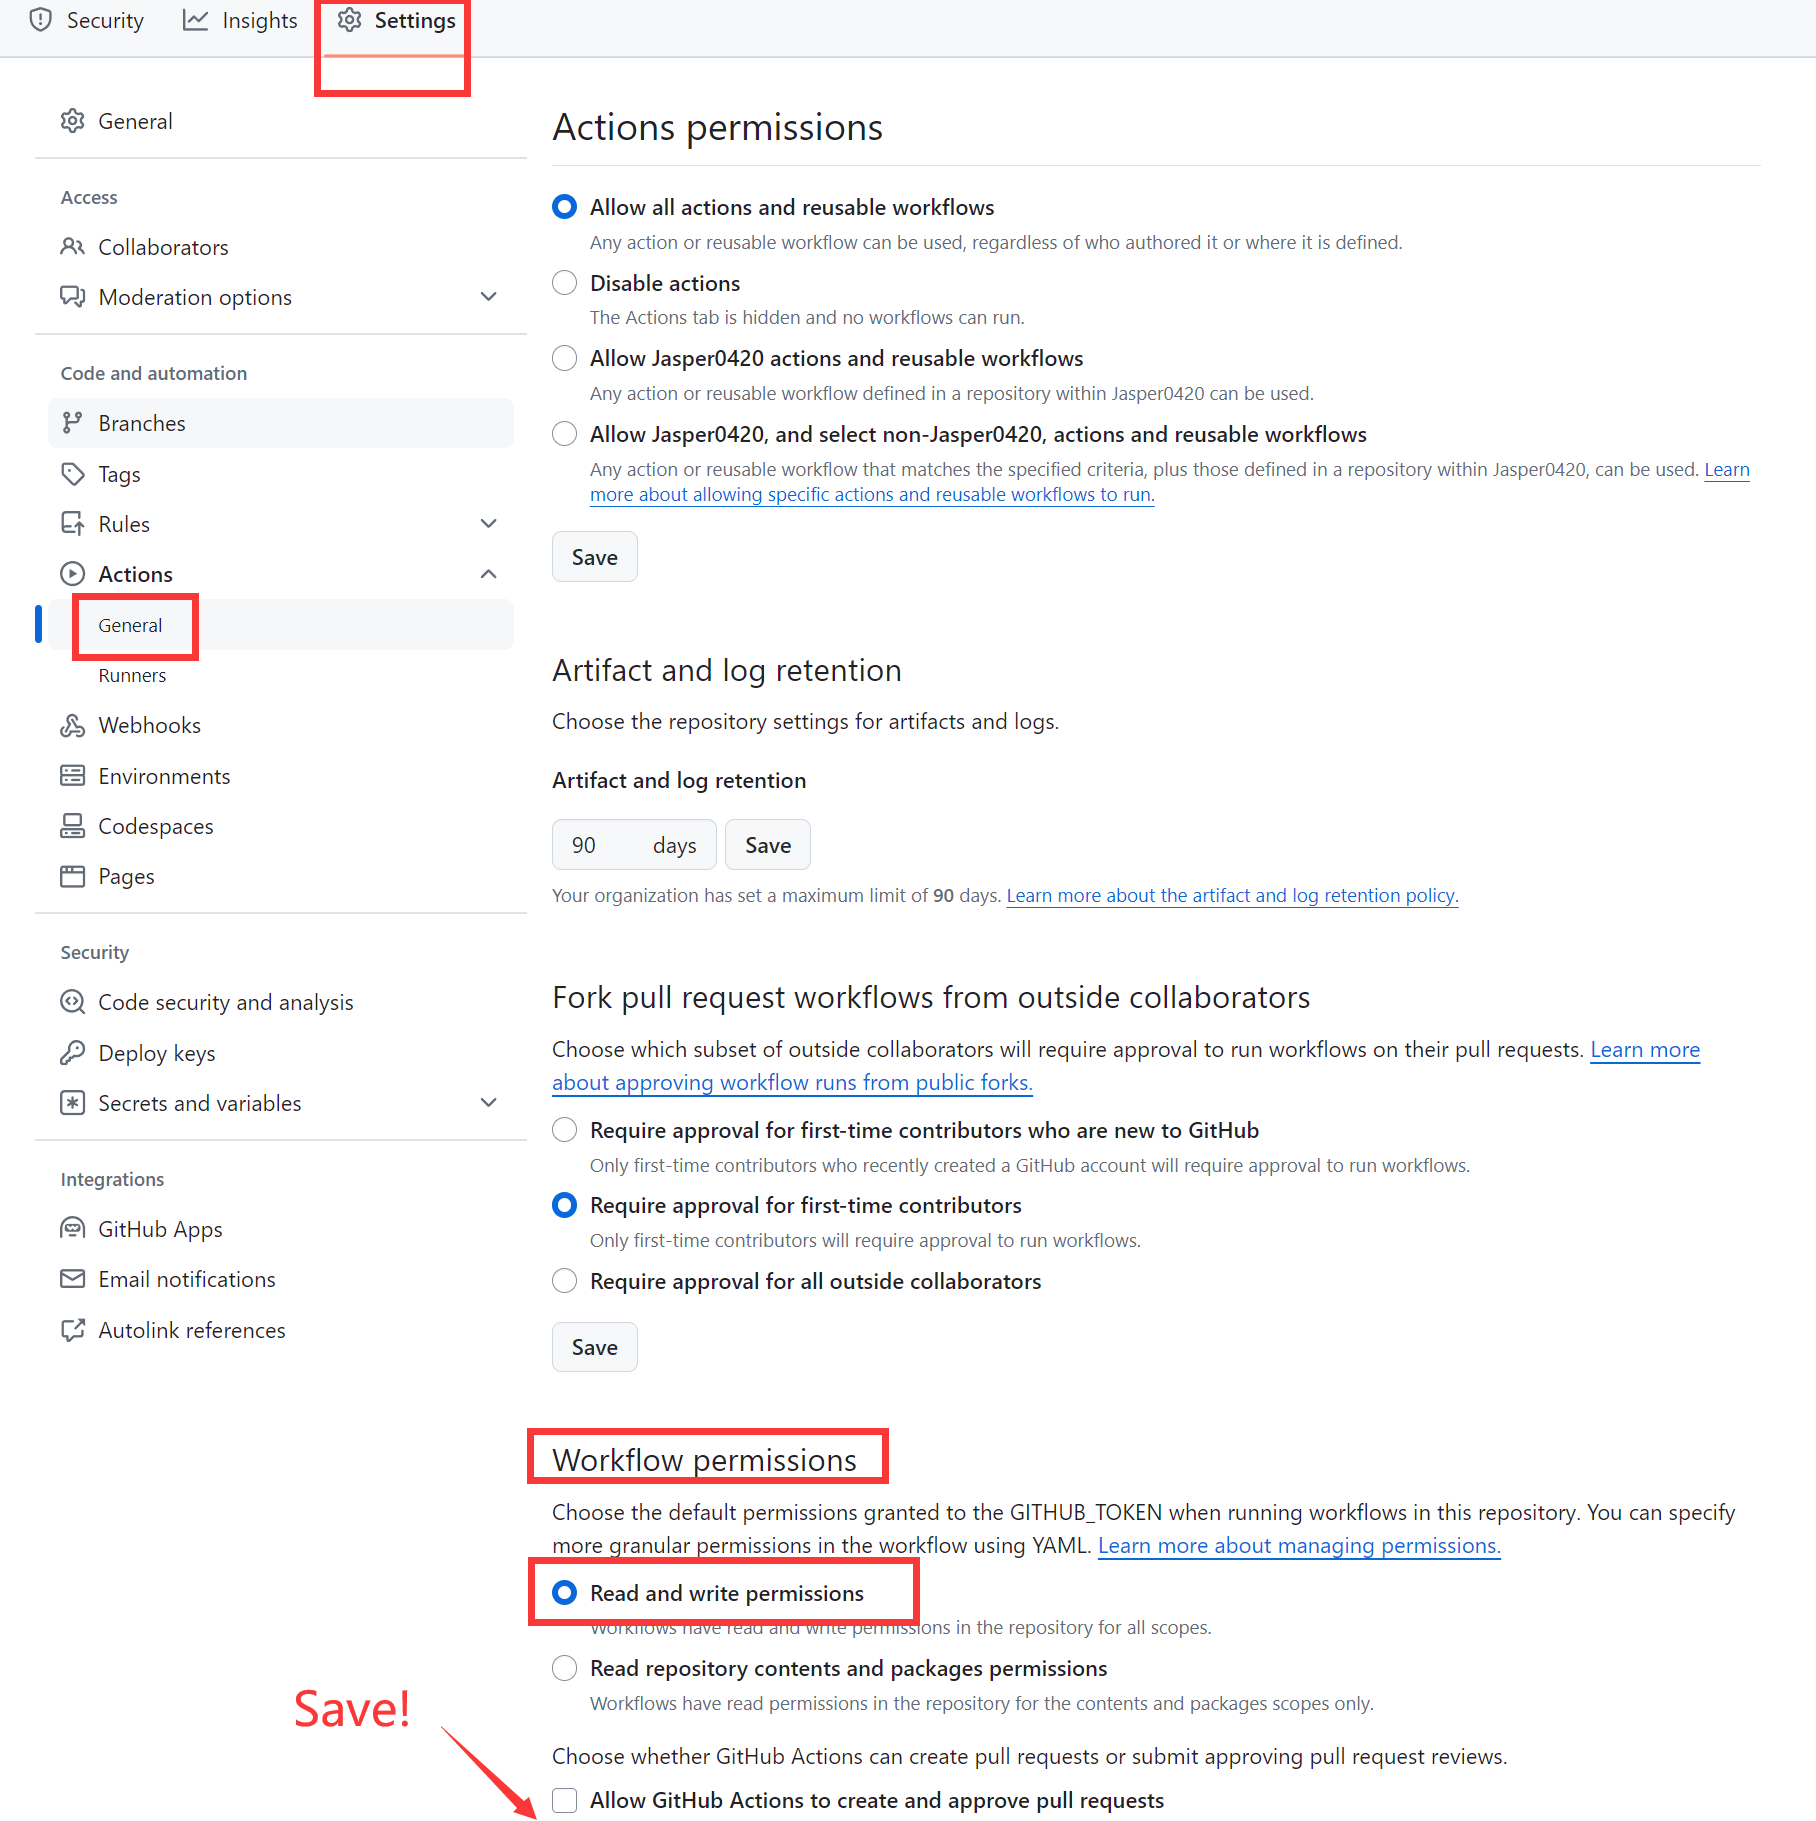 Security
Insights
Settings
General
Access
Collaborators
Moderation options
Code and automation
Branches
Tags
Rules
Actions
General
Runners
Webhooks
Environments
Codespaces
Pages
Security
Code security and analysis
Deploy keys
Secrets and variables
Integrations
GitHub Apps
Email notifications
Autolink references
Actions permissions
Allow all actions and reusable workflows
Any action or reusable workflow can be used, regardless of who authored it or where it is defined.
Disable actions
The Actions tab is hidden and no workflows can run.
Allow Jasper0420 actions and reusable workflows
Any action or reusable workflow defined in a repository within Jasper0420 can be used.
Allow Jasper0420, and select non-Jasper0420, actions and reusable workflows
Any action or reusable workflow that matches the specified criteria, plus those defined in a repository within Jasper0420, can be used. Learn
more about allowing specific actions and reusable workflows to run.
Save
Artifact and log retention
Choose the repository settings for artifacts and logs.
Artifact and log retention
90 days Save
Your organization has set a maximum limit of 90 days. Learn more about the artifact and log retention policy.
Fork pull request workflows from outside collaborators
Choose which subset of outside collaborators will require approval to run workflows on their pull requests. Learn more
about approving workflow runs from public forks.
Require approval for first-time contributors who are new to GitHub
Only first-time contributors who recently created a GitHub account will require approval to run workflows.
Require approval for first-time contributors
Only first-time contributors will require approval to run workflows.
Require approval for all outside collaborators
Save
Workflow permissions
Choose the default permissions granted to the GITHUB_TOKEN when running workflows in this repository. You can specify
more granular permissions in the workflow using YAML. Learn more about managing permissions.
Read and write permissions
Workflows have read and write permissions in the repository for all scopes.
Read repository contents and packages permissions
Workflows have read permissions in the repository for the contents and packages scopes only.
Save!
Choose whether GitHub Actions can create pull requests or submit approving pull request reviews.
Allow GitHub Actions to create and approve pull requests